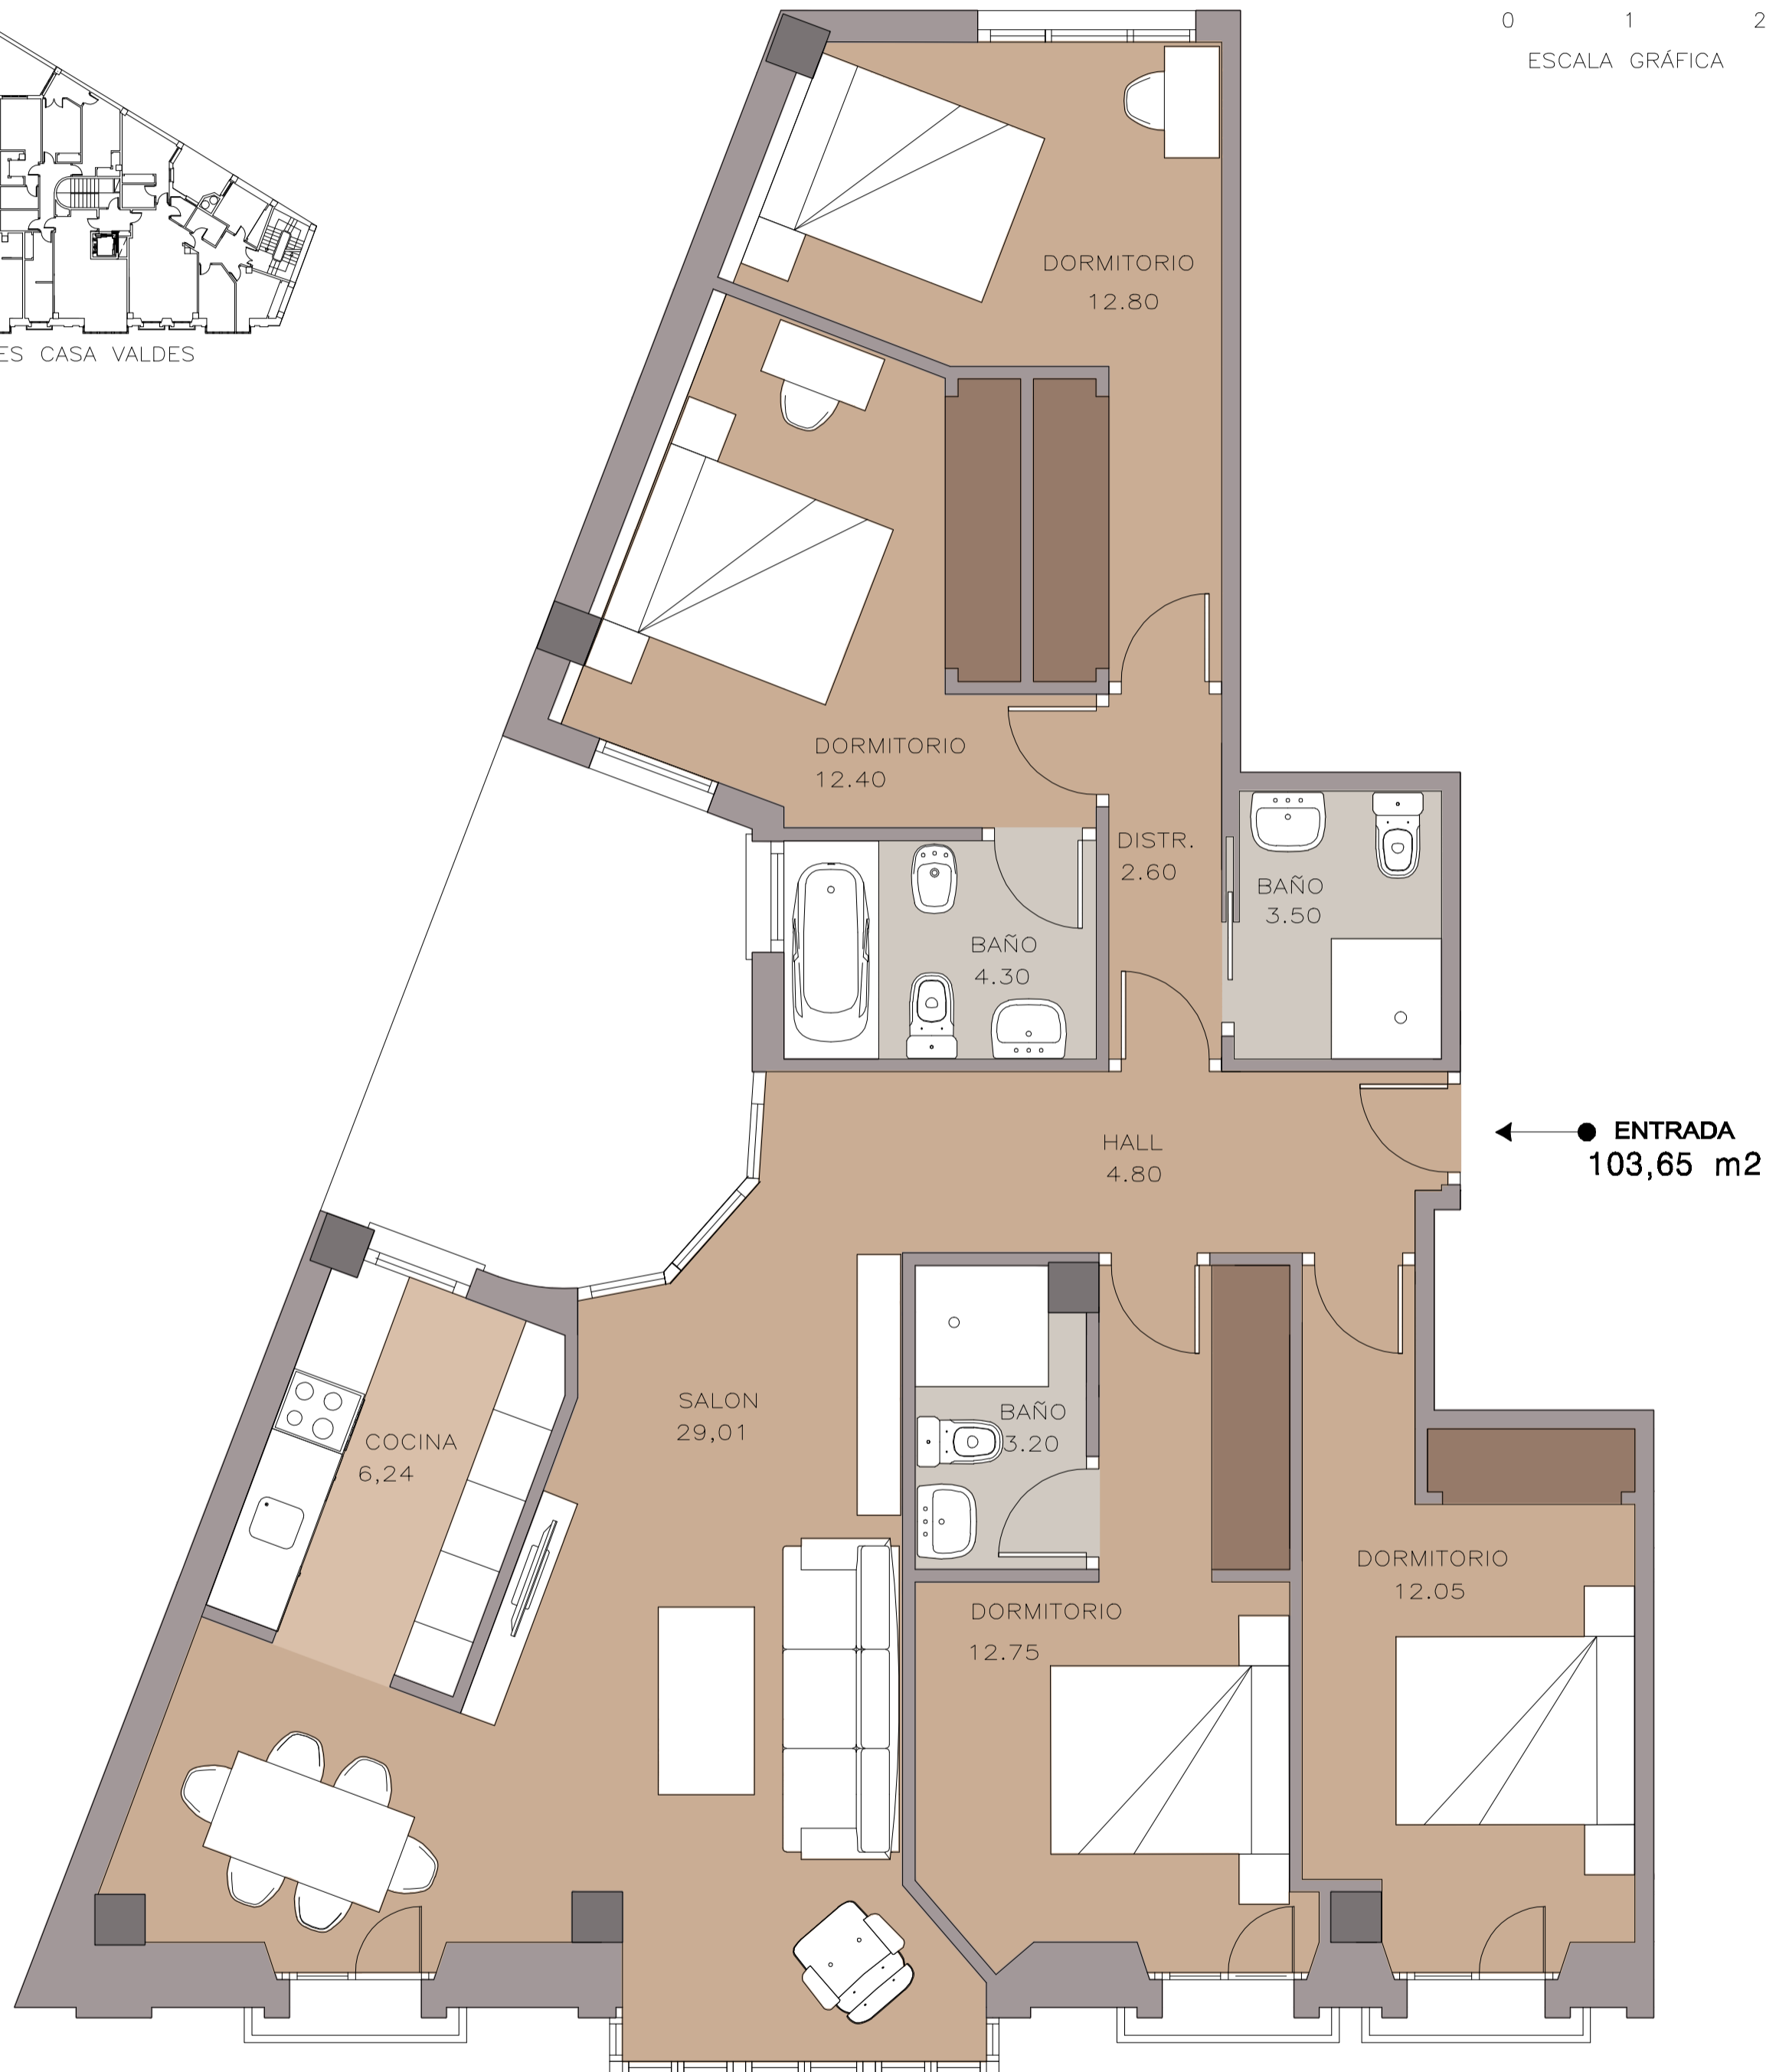 0 1 2
ESCALA GRÁFICA
ES CASA VALDES
DORMITORIO
12.80
DORMITORIO
12.40
DISTR.
2.60
BAÑO
3.50
BAÑO
4.30
HALL
4.80
ENTRADA
103,65 m2
SALON
29,01
COCINA
6,24
BAÑO
3.20
DORMITORIO
12.05
DORMITORIO
12.75